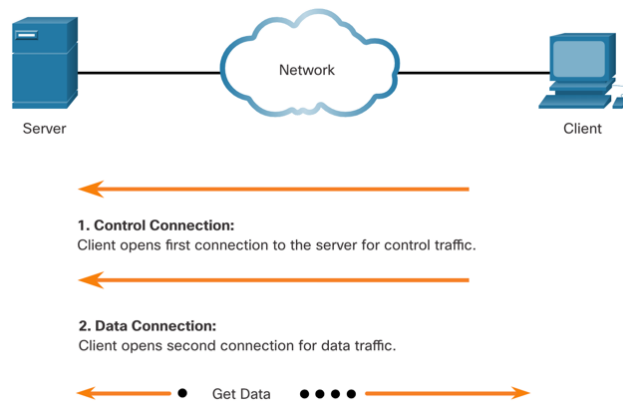 Network
Server
Client
1. Control Connection:
Client opens first connection to the server for control traffic.
2. Data Connection:
Client opens second connection for data traffic.
Get Data